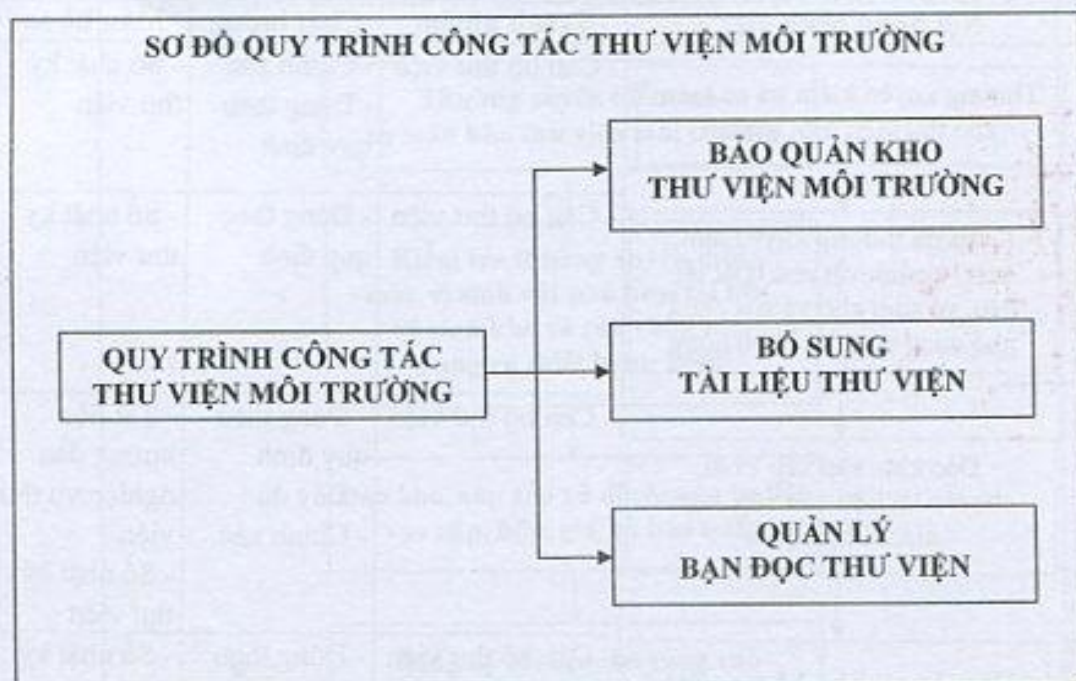 SƠ ĐỒ QUY TRÌNH CÔNG TÁC THƯ VIỆN MÔI TRƯỜNG
BẢO QUẢN KHO
THƯ VIỆN MÔI TRƯỜNG
QUY TRÌNH CÔNG TÁC
THƯ VIỆN MÔI TRƯỜNG
BỔ SUNG
TÀI LIỆU THƯ VIỆN
QUẢN LÝ
BẠN ĐỌC THƯ VIỆN